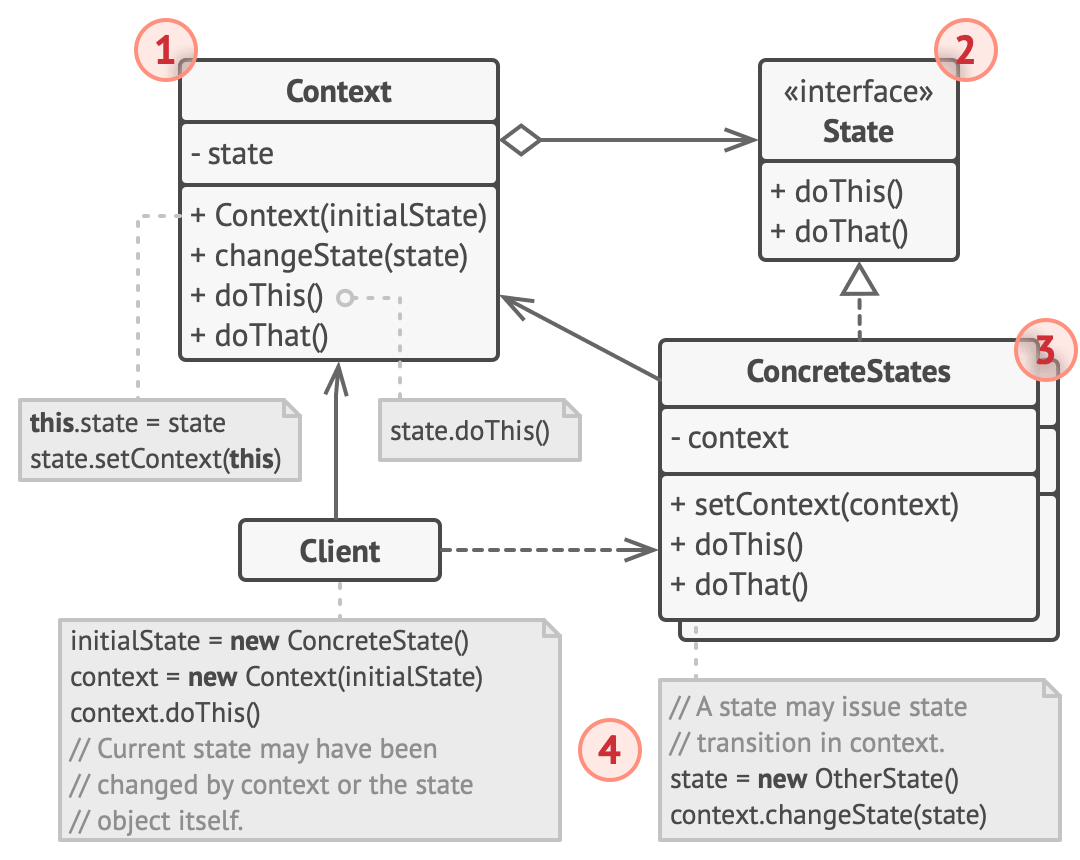 1
Context
- state
+ Context(initialState)
+ changeState(state)
+ doThis()
+ doThat()
2
«interface»
State
+ doThis()
+ doThat()
this.state = state
state.setContext(this)
state.doThis()
3
ConcreteStates
- context
+ setContext(context)
+ doThis()
+ doThat()
Client
initialState = new ConcreteState()
context = new Context(initialState)
context.doThis()
// Current state may have been
// changed by context or the state
// object itself.
4
// A state may issue state
// transition in context.
state = new OtherState()
context.changeState(state)